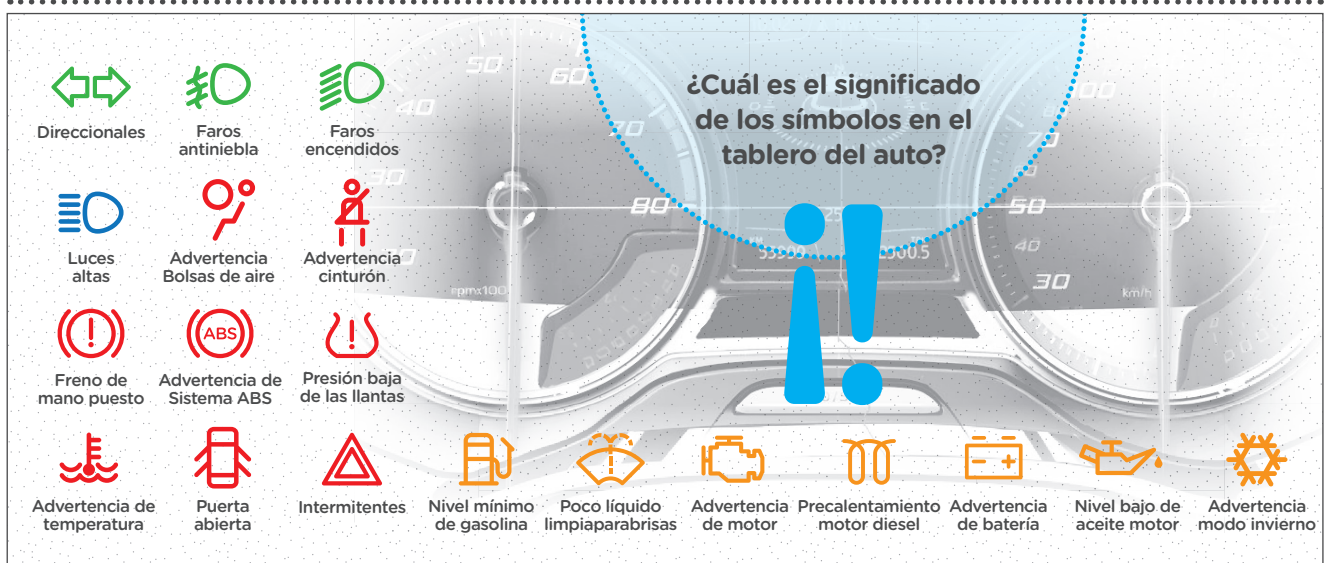 ¿Cuál es el significado
de los símbolos en el
tablero del auto?
Direccionales
Faros
antiniebla
Faros
encendidos
Luces
altas
Advertencia
Bolsas de aire
Advertencia
cinturón
Freno de
mano puesto
ABS
Advertencia de
Sistema ABS
Presión baja
de las llantas
Advertencia de
temperatura
Puerta
abierta
Intermitentes
Nivel mínimo
de gasolina
Poco líquido
limpiaparabrisas
Advertencia
de motor
Precalentamiento
motor diesel
Advertencia
de batería
Nivel bajo de
aceite motor
Advertencia
modo invierno
¡!
40
50
60
70
80
rpmx100
100
70
50
40
30
km/h